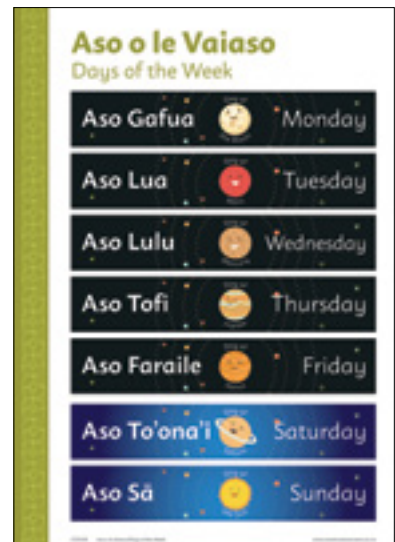 Aso o le Vaiaso
Days of the Week
Aso Gafua Monday
Aso Lua Tuesday
Aso Lulu Wednesday
Aso Tofi Thursday
Aso Faraile Friday
Aso To'ona'i Saturday
Aso Sā Sunday